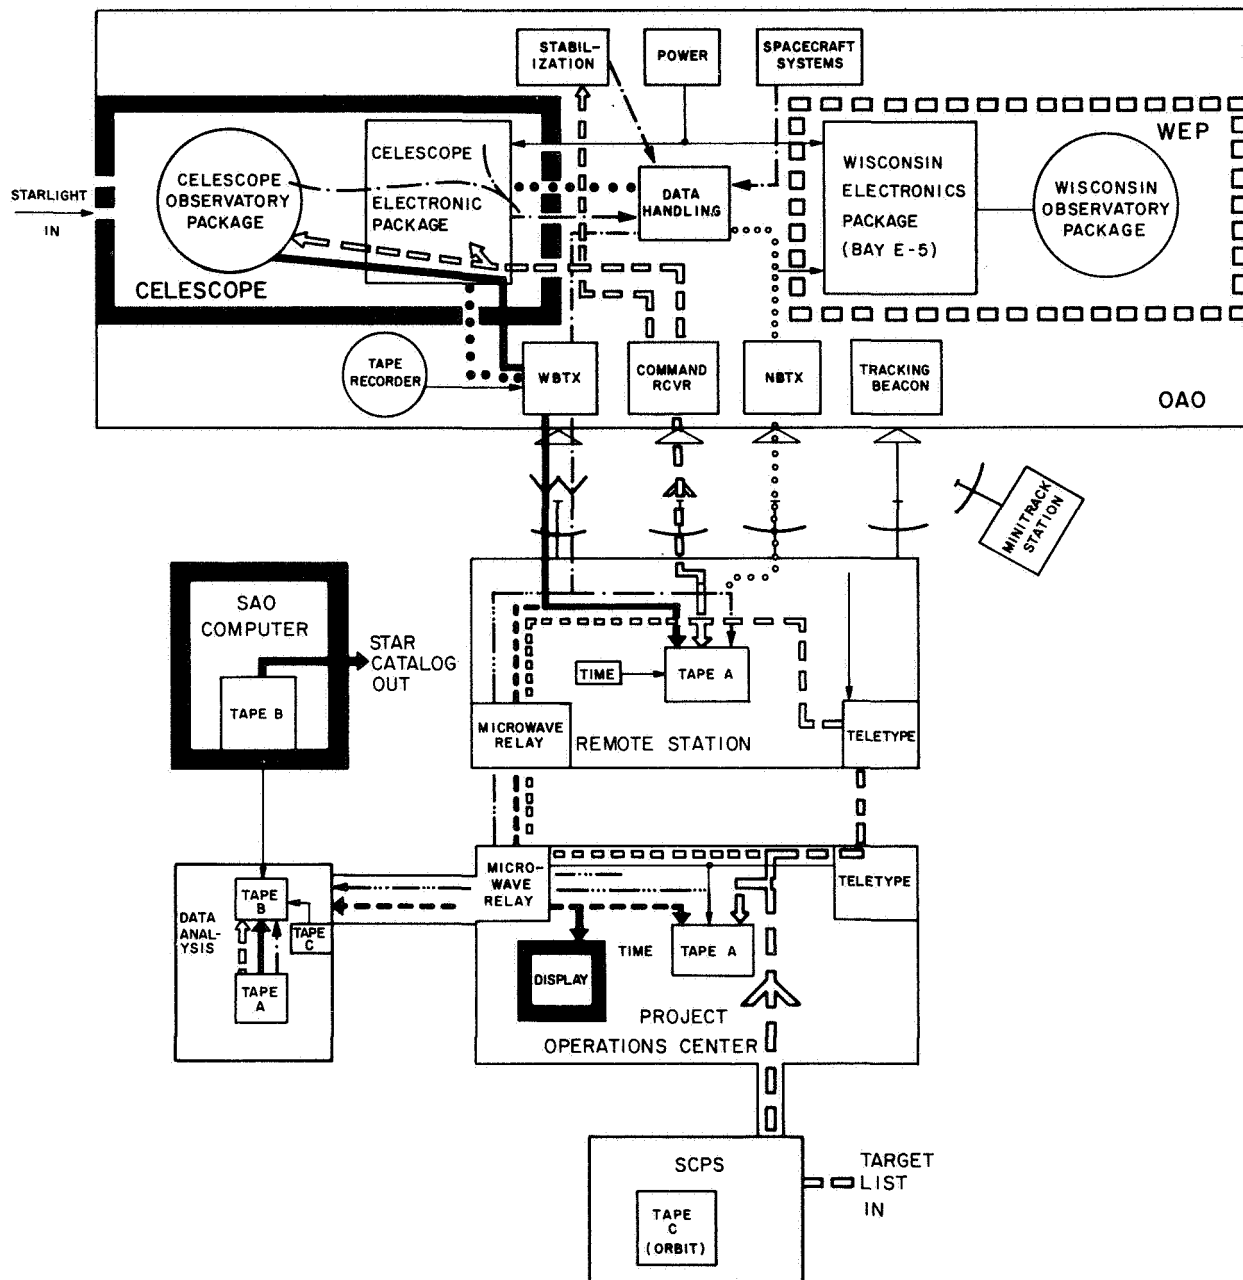 STABIL-
IZATION
POWER
SPACECRAFT
SYSTEMS
WEP
STARLIGHT
IN
CELESCOPE
OBSERVATORY
PACKAGE
CELESCOPE
ELECTRONIC
PACKAGE
DATA
HANDLING
WISCONSIN
ELECTRONICS
PACKAGE
(BAY E-5)
WISCONSIN
OBSERVATORY
PACKAGE
CELESCOPE
TAPE
RECORDER
WBTX
COMMAND
RCVR
NBTX
TRACKING
BEACON
OAO
MINITRACK
STATION
SAO
COMPUTER
TAPE B
STAR
CATALOG
OUT
TIME
TAPE A
MICROWAVE
RELAY
REMOTE STATION
TELETYPE
DATA
ANAL-
YSIS
TAPE
B
TAPE
C
TAPE
A
MICRO-
WAVE
RELAY
TELETYPE
TIME
TAPE A
DISPLAY
PROJECT
OPERATIONS CENTER
SCPS
TAPE
C
(ORBIT)
TARGET
LIST
IN